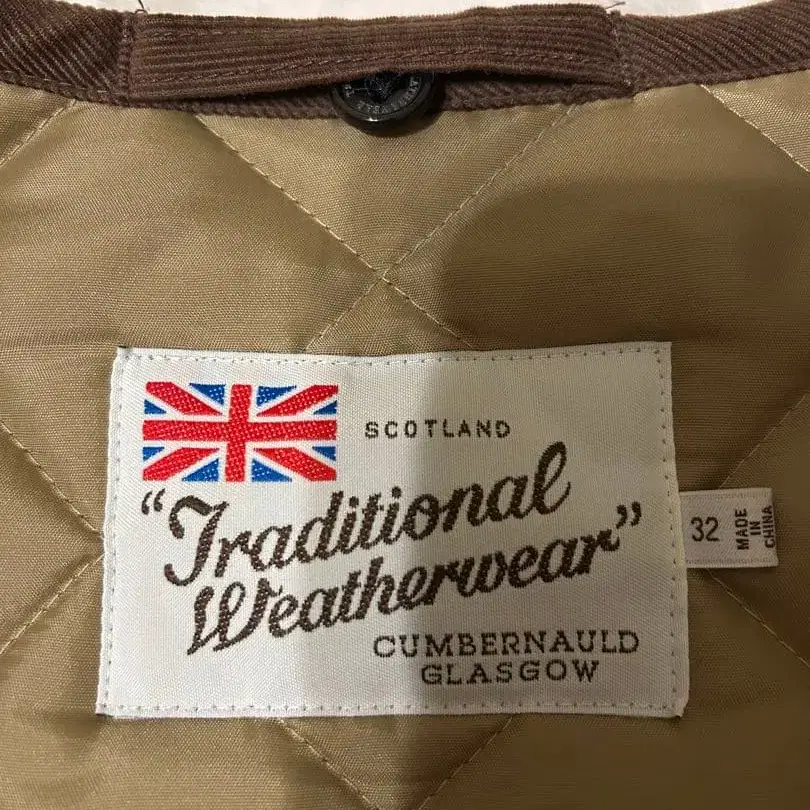 SCOTLAND
"Traditional
Weatherwear"
CUMBERNAULD
GLASGOW
32
MADE
IN
CHINA